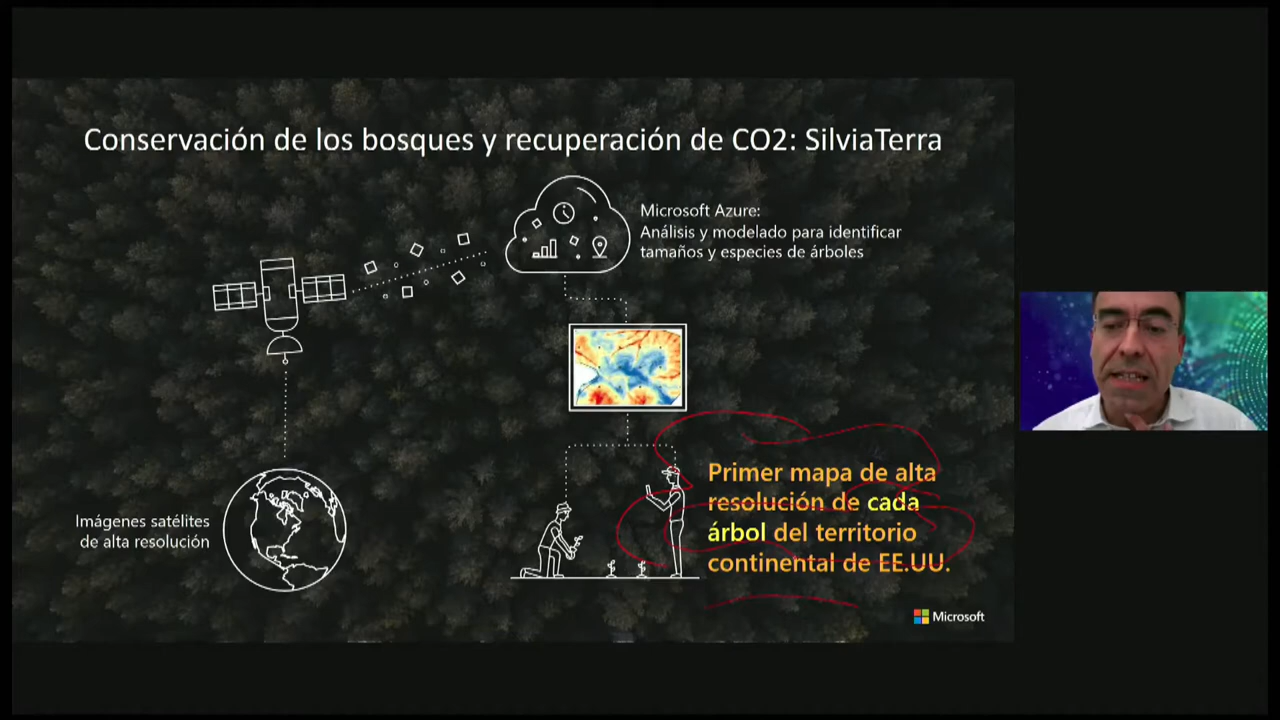 Conservación de los bosques y recuperación de CO2: SilviaTerra
Microsoft Azure:
Análisis y modelado para identificar
tamaños y especies de árboles
Imágenes satélites
de alta resolución
Primer mapa de alta
resolución de cada
árbol del territorio
continental de EE.UU.
Microsoft